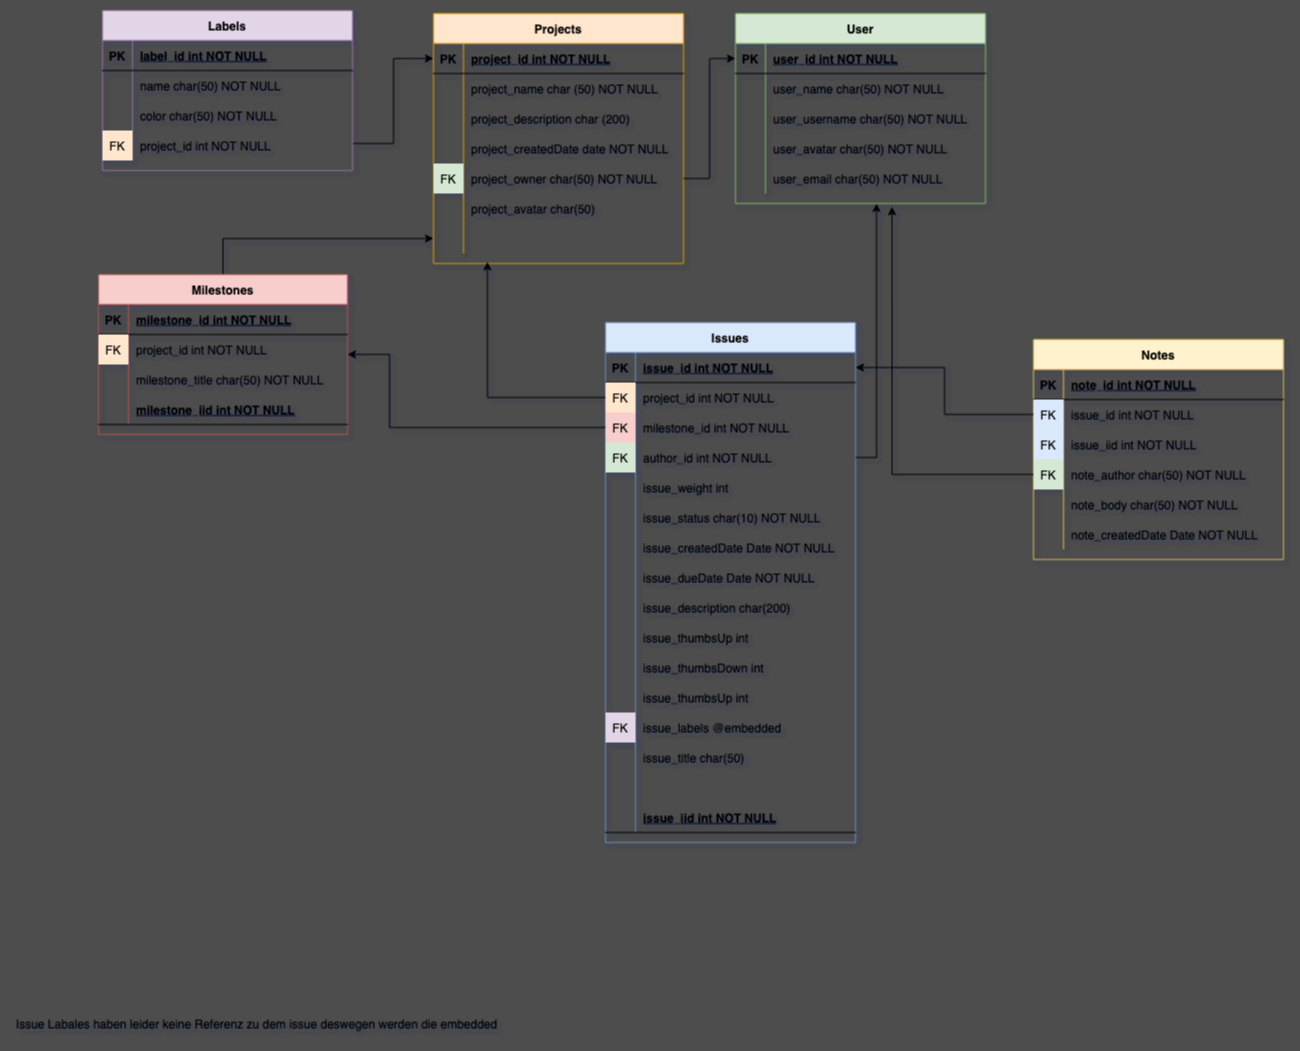 Labels
PK label_id int NOT NULL
name char(50) NOT NULL
color char(50) NOT NULL
FK project_id int NOT NULL
Projects
PK project_id int NOT NULL
project_name char (50) NOT NULL
project_description char (200)
project_createdDate date NOT NULL
FK project_owner char(50) NOT NULL
project_avatar char(50)
User
PK user_id int NOT NULL
user_name char(50) NOT NULL
user_username char(50) NOT NULL
user_avatar char(50) NOT NULL
user_email char(50) NOT NULL
Milestones
PK milestone_id int NOT NULL
FK project_id int NOT NULL
milestone_title char(50) NOT NULL
milestone_iid int NOT NULL
Issues
PK issue_id int NOT NULL
FK project_id int NOT NULL
FK milestone_id int NOT NULL
FK author_id int NOT NULL
issue_weight int
issue_status char(10) NOT NULL
issue_createdDate Date NOT NULL
issue_dueDate Date NOT NULL
issue_description char(200)
issue_thumbsUp int
issue_thumbsDown int
issue_thumbsUp int
FK issue_labels @embedded
issue_title char(50)
issue_iid int NOT NULL
Notes
PK note_id int NOT NULL
FK issue_id int NOT NULL
FK issue_iid int NOT NULL
FK note_author char(50) NOT NULL
note_body char(50) NOT NULL
note_createdDate Date NOT NULL
Issue Labales haben leider keine Referenz zu dem issue deswegen werden die embedded